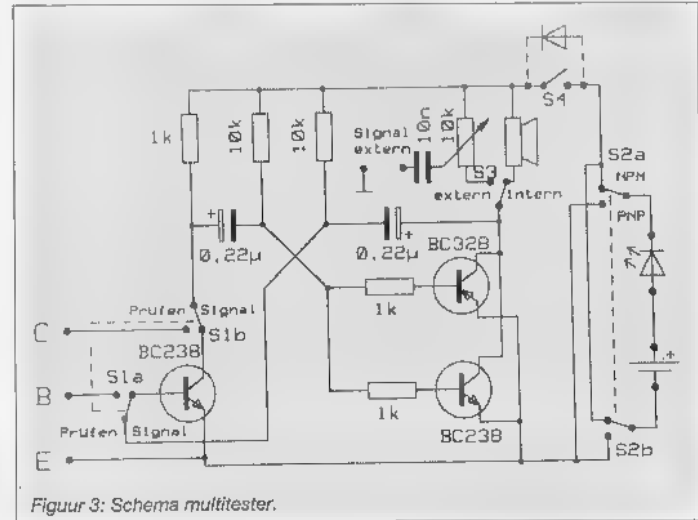 S4
1k
10k
10k
Signal
extern
10n
10k
S3
extern intern
S2a
NPN
PNP
+
0,22µ
0,22µ
+
BC328
Prüfen Signal
C
S1b
BC238
1k
S1a
B
Prüfen Signal
1k
BC238
E
+
S2b
Figuur 3: Schema multitester.